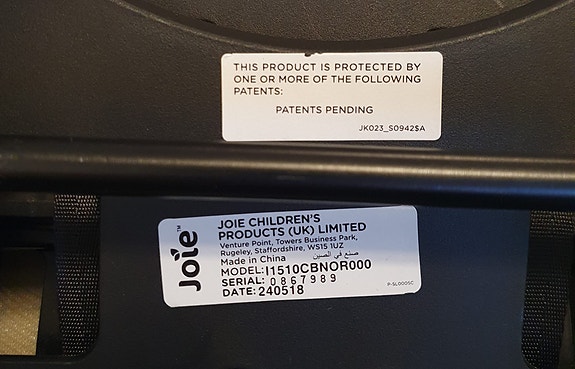 THIS PRODUCT IS PROTECTED BY
ONE OR MORE OF THE FOLLOWING
PATENTS:
PATENTS PENDING
JK023_S0942$A
Joie™
JOIE CHILDREN'S
PRODUCTS (UK) LIMITED
Venture Point, Towers Business Park,
Rugeley, Staffordshire, WS15 1UZ
Made in China صنع في الصين
MODEL:I1510CBNOR000
SERIAL: 0867989
DATE: 240518
P-SL0005C